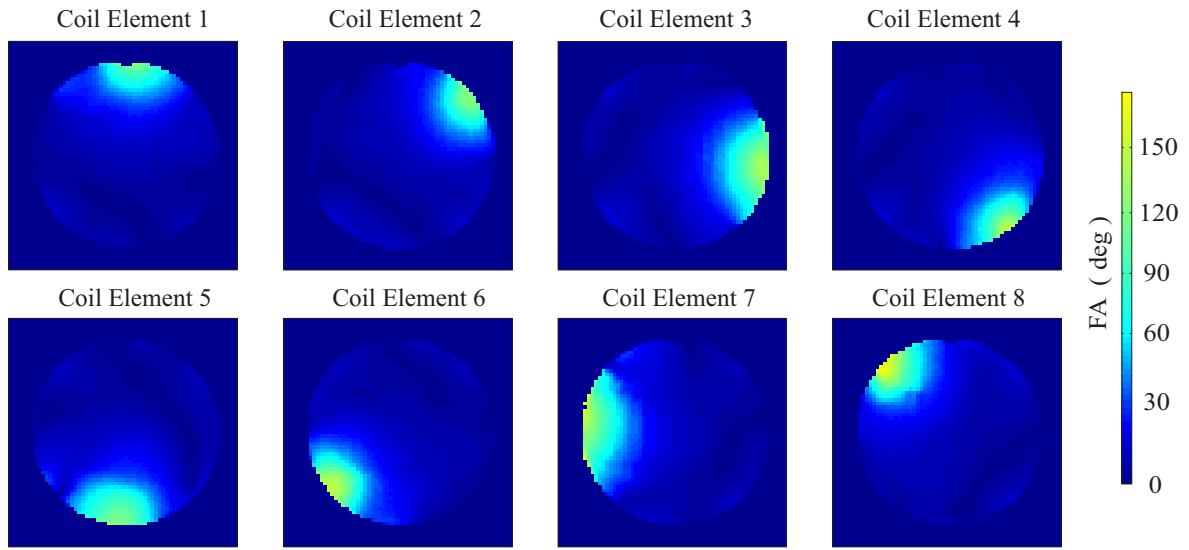 Coil Element 1
Coil Element 2
Coil Element 3
Coil Element 4
Coil Element 5
Coil Element 6
Coil Element 7
Coil Element 8
150
120
90
60
30
0
FA ( deg )